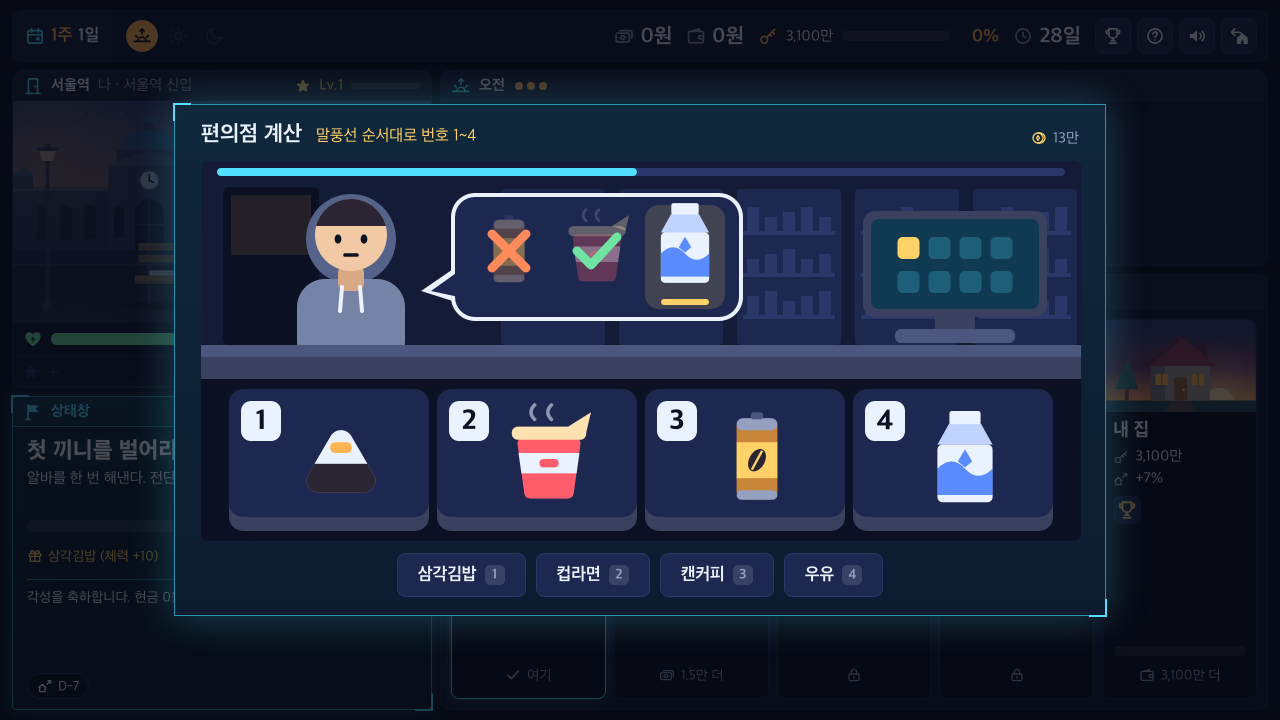 1주 1일
0원
0원
3,100만
0%
28일
서울역 나 · 서울역 신입
Lv.1
오전
편의점 계산
말풍선 순서대로 번호 1~4
13만
1
2
3
4
삼각김밥 1
컵라면 2
캔커피 3
우유 4
상태창
첫 끼니를 벌어라
알바를 한 번 해낸다. 전단
삼각김밥 (체력 +10)
각성을 축하합니다. 현금 0원
D-7
여기
1.5만 더
내 집
3,100만
+7%
3,100만 더